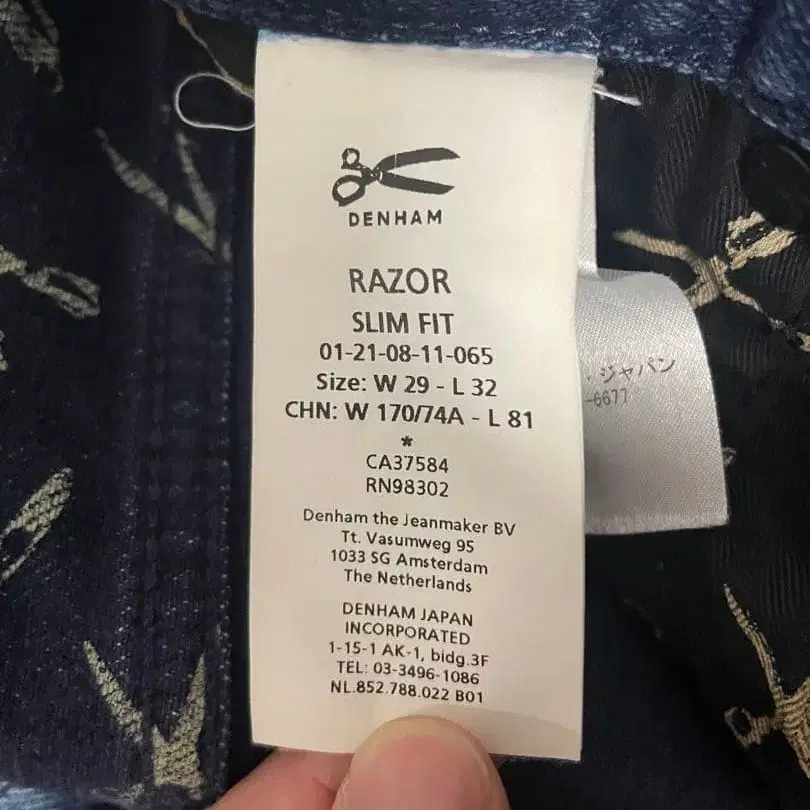 DENHAM
RAZOR
SLIM FIT
01-21-08-11-065
Size: W 29 - L 32
CHN: W 170/74A - L 81
*
CA37584
RN98302
Denham the Jeanmaker BV
Tt. Vasumweg 95
1033 SG Amsterdam
The Netherlands
DENHAM JAPAN
INCORPORATED
1-15-1 AK-1, bidg.3F
TEL: 03-3496-1086
NL.852.788.022 B01
・ジャパン
-6677